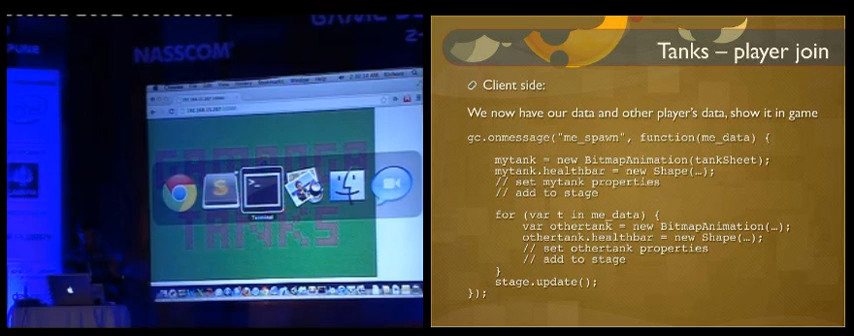 NASSCOM
GAME DE
Terminal
TANKS
Tanks – player join
Client side:
We now have our data and other player's data, show it in game
gc.onmessage("me_spawn", function(me_data) {
mytank = new BitmapAnimation(tankSheet);
mytank.healthbar = new Shape(…);
// set mytank properties
// add to stage
for (var t in me_data) {
var othertank = new BitmapAnimation(…);
othertank.healthbar = new Shape(…);
// set othertank properties
// add to stage
}
stage.update();
});